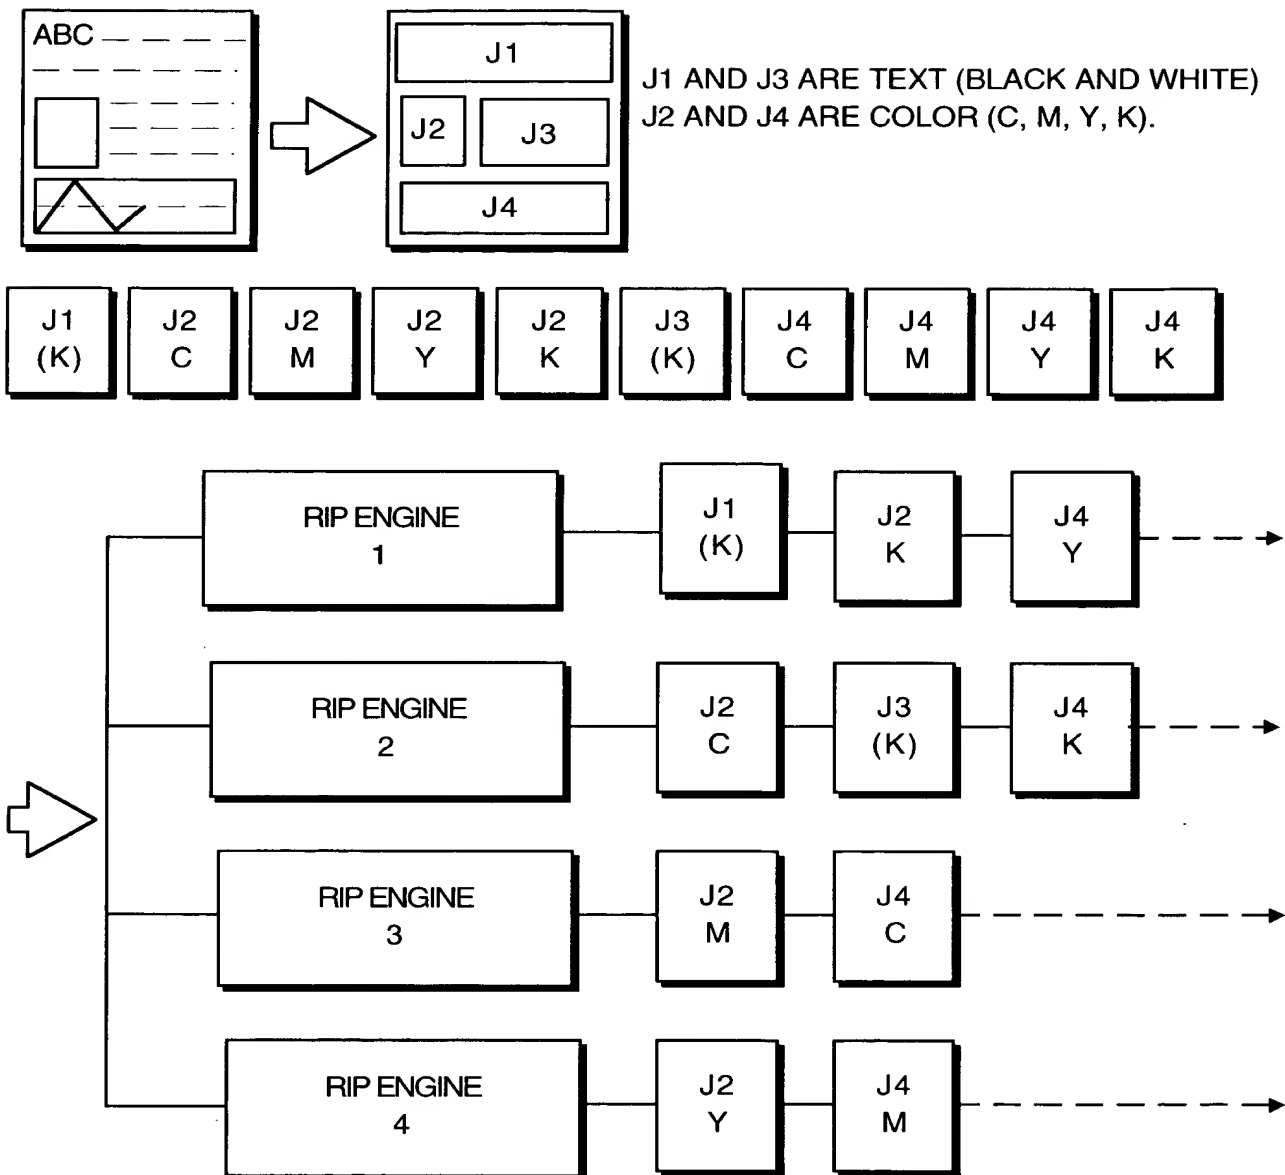 ABC
J1
J2
J3
J4
J1 AND J3 ARE TEXT (BLACK AND WHITE)
J2 AND J4 ARE COLOR (C, M, Y, K).
J1
(K)
J2
C
J2
M
J2
Y
J2
K
J3
(K)
J4
C
J4
M
J4
Y
J4
K
RIP ENGINE
1
J1
(K)
J2
K
J4
Y
RIP ENGINE
2
J2
C
J3
(K)
J4
K
RIP ENGINE
3
J2
M
J4
C
RIP ENGINE
4
J2
Y
J4
M